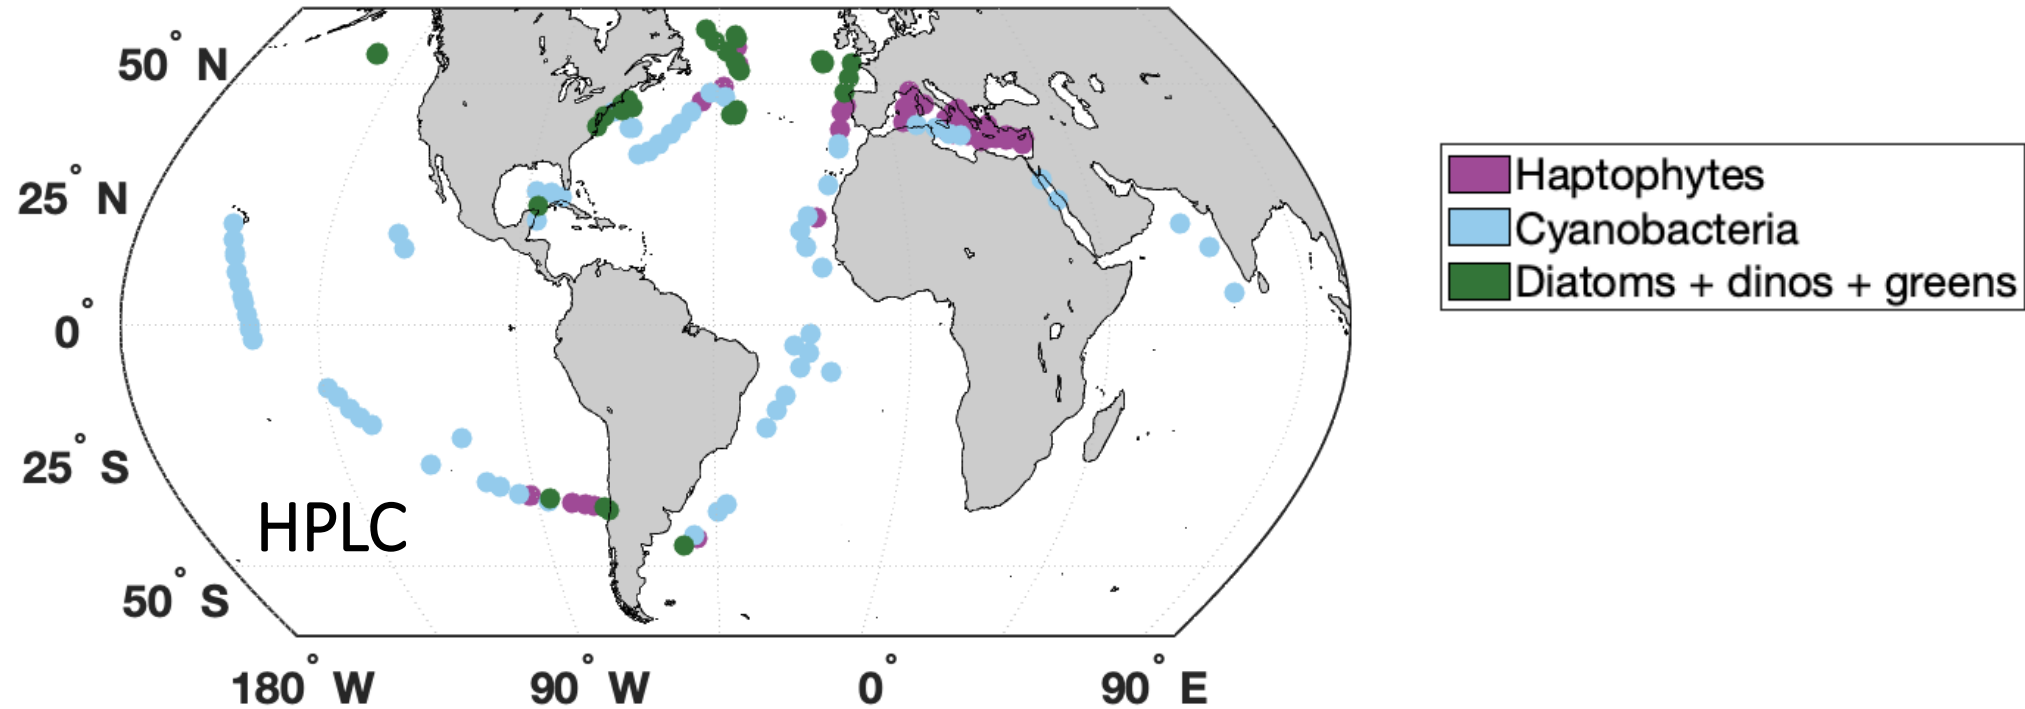 50° N
25° N
0°
25° S
50° S
HPLC
180° W
90° W
0°
90° E
Haptophytes
Cyanobacteria
Diatoms + dinos + greens